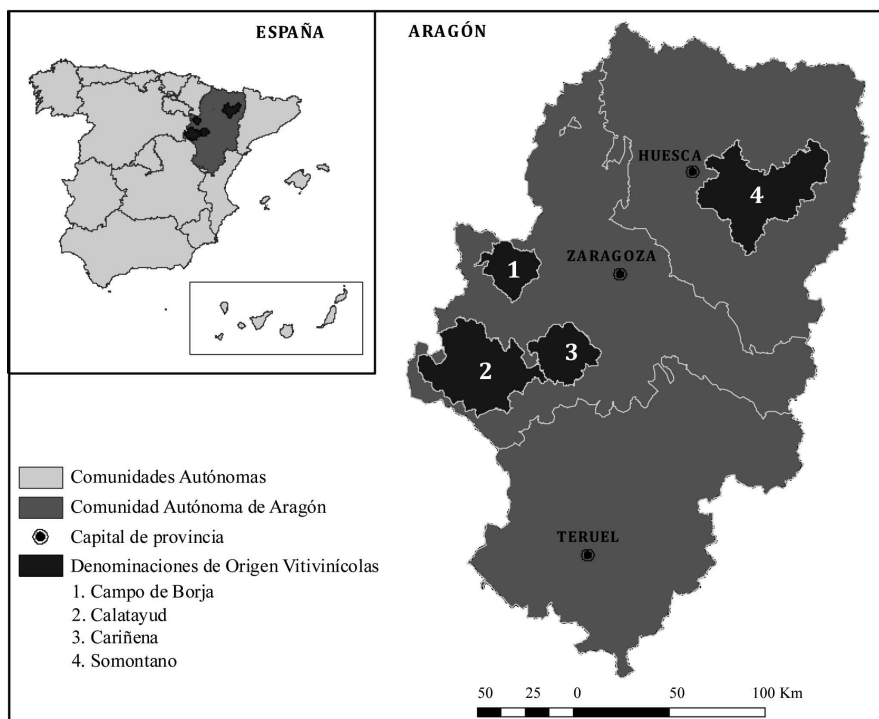 ESPAÑA
ARAGÓN
HUESCA
4
1
ZARAGOZA
2
3
TERUEL
Comunidades Autónomas
Comunidad Autónoma de Aragón
Capital de provincia
Denominaciones de Origen Vitivinícolas
1. Campo de Borja
2. Calatayud
3. Cariñena
4. Somontano
50 25 0 50 100 Km